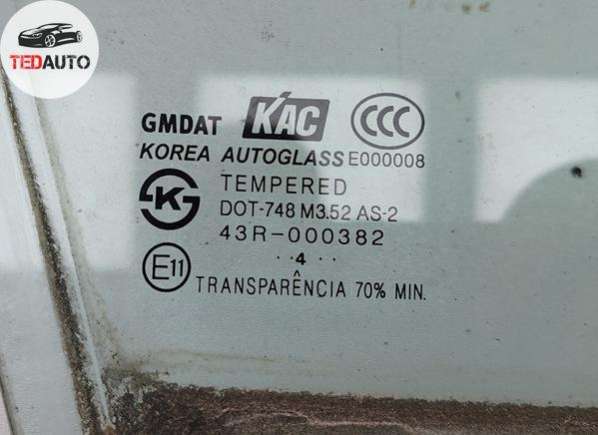 TEDAUTO
GMDAT KAC CCC
KOREA AUTOGLASS E000008
K TEMPERED
DOT-748 M3.52 AS-2
43R-000382
··4 ··
E11 TRANSPARÊNCIA 70% MIN.